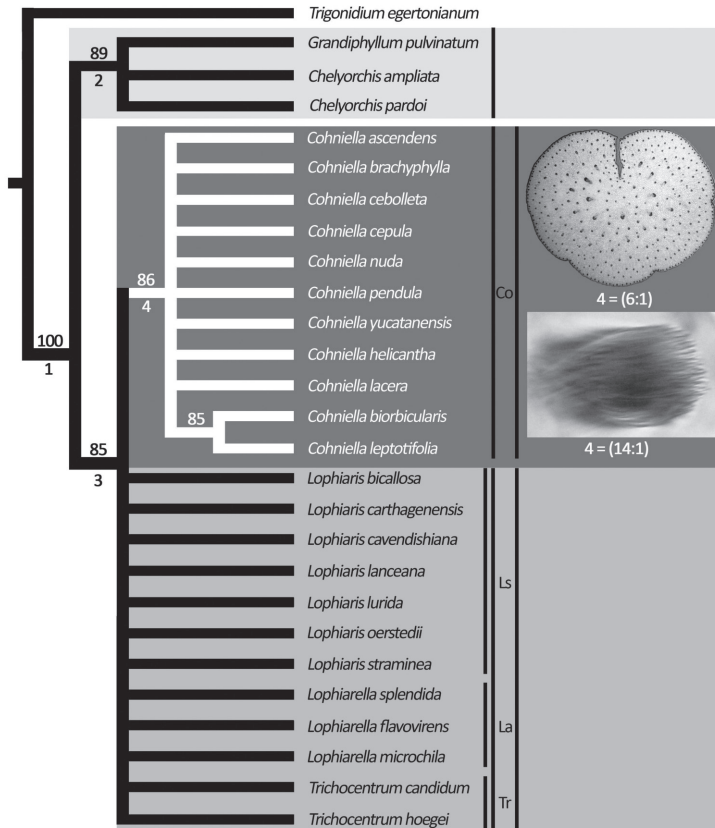 Trigonidium egertonianum
89
2
Grandiphyllum pulvinatum
Chelyorchis ampliata
Chelyorchis pardoi
Cohniella ascendens
Cohniella brachyphylla
Cohniella cebolleta
Cohniella cepula
Cohniella nuda
86
4
Cohniella pendula
Cohniella yucatanensis
Cohniella helicantha
Cohniella lacera
85
Cohniella biorbicularis
Cohniella leptotifolia
Co
4 = (6:1)
4 = (14:1)
100
1
85
3
Lophiaris bicallosa
Lophiaris carthagenensis
Lophiaris cavendishiana
Lophiaris lanceana
Lophiaris lurida
Lophiaris oerstedii
Lophiaris straminea
Ls
Lophiarella splendida
Lophiarella flavovirens
Lophiarella microchila
La
Trichocentrum candidum
Trichocentrum hoegei
Tr